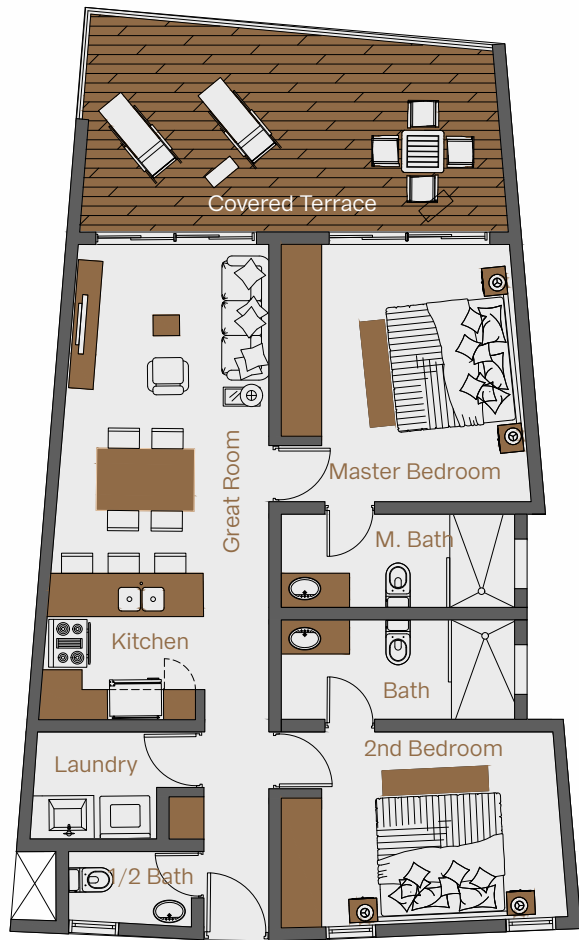 Covered Terrace
Great Room
Master Bedroom
M. Bath
Kitchen
Bath
2nd Bedroom
Laundry
1/2 Bath